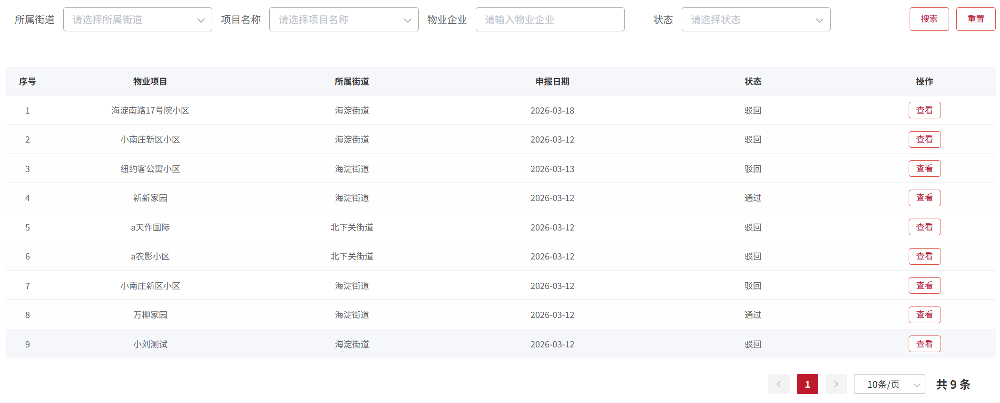 所属街道 请选择所属街道 项目名称 请选择项目名称 物业企业 请输入物业企业 状态 请选择状态 搜索 重置
序号 物业项目 所属街道 申报日期 状态 操作
1 海淀南路17号院小区 海淀街道 2026-03-18 驳回 查看
2 小南庄新区小区 海淀街道 2026-03-12 驳回 查看
3 纽约客公寓小区 海淀街道 2026-03-13 驳回 查看
4 新新家园 海淀街道 2026-03-12 通过 查看
5 a天作国际 北下关街道 2026-03-12 驳回 查看
6 a农影小区 北下关街道 2026-03-12 驳回 查看
7 小南庄新区小区 海淀街道 2026-03-12 驳回 查看
8 万柳家园 海淀街道 2026-03-12 通过 查看
9 小刘测试 海淀街道 2026-03-12 驳回 查看
1 10条/页 共 9 条